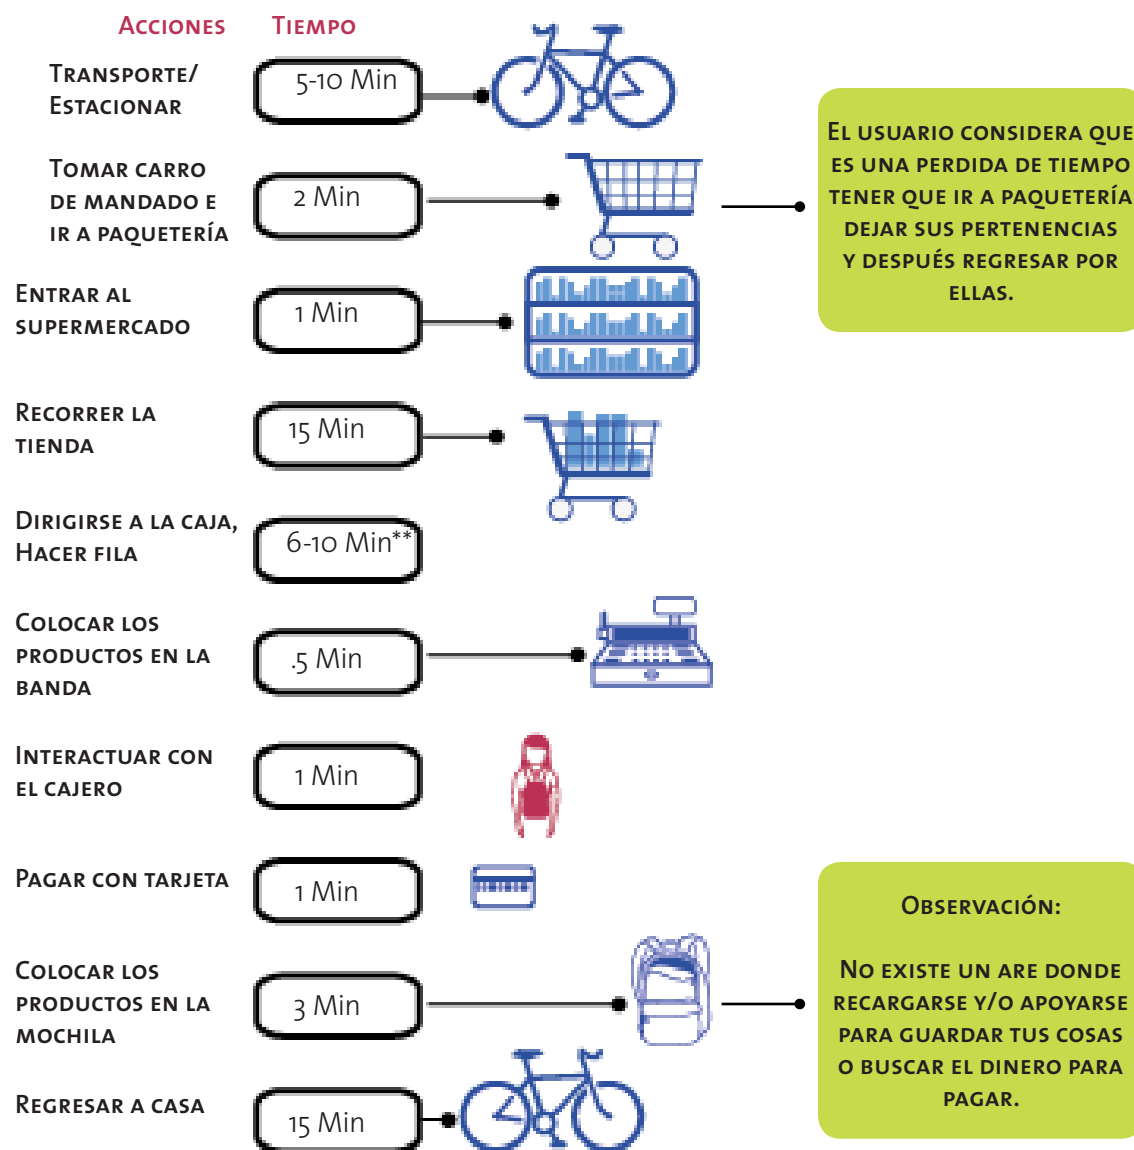 Acciones Tiempo
Transporte/
Estacionar
5-10 Min
Tomar carro
de mandado e
ir a paquetería
2 Min
El usuario considera que
es una perdida de tiempo
tener que ir a paquetería
dejar sus pertenencias
y después regresar por
ellas.
Entrar al
supermercado
1 Min
Recorrer la
tienda
15 Min
Dirigirse a la caja,
Hacer fila
6-10 Min**
Colocar los
productos en la
banda
.5 Min
Interactuar con
el cajero
1 Min
Pagar con tarjeta
1 Min
Colocar los
productos en la
mochila
3 Min
Observación:
No existe un are donde
recargarse y/o apoyarse
para guardar tus cosas
o buscar el dinero para
pagar.
Regresar a casa
15 Min